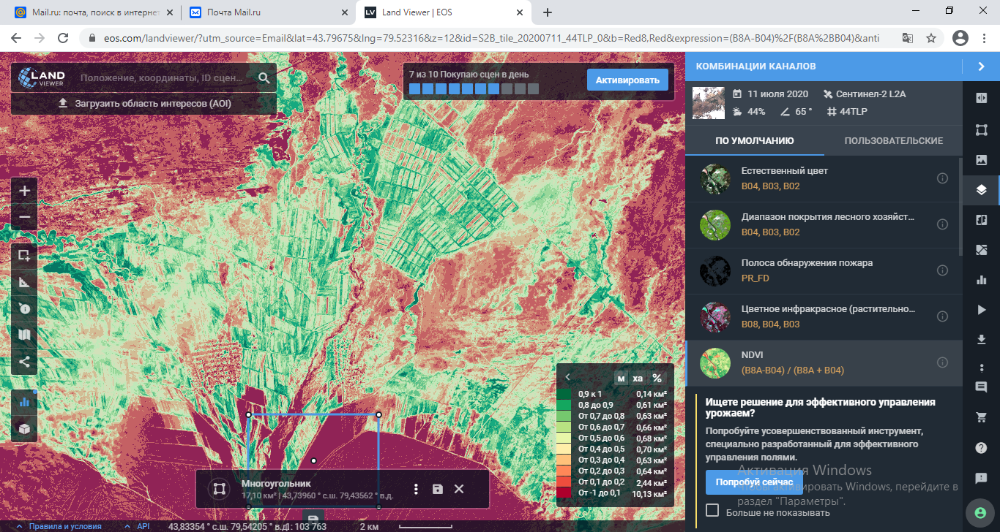 Mail.ru: почта, поиск в интернет
Почта Mail.ru
Land Viewer | EOS
eos.com/landviewer/?utm_source=Email&lat=43.79675&lng=79.52316&z=12&id=S2B_tile_20200711_44TLP_0&b=Red8,Red&expression=(B8A-B04)%2F(B8A%2BB04)&anti
LAND VIEWER
Положение, координаты, ID сцен...
Загрузить область интересов (AOI)
7 из 10 Покупаю сцен в день
Активировать
КОМБИНАЦИИ КАНАЛОВ
11 июля 2020 Сентинел-2 L2A
44% 65 ° 44TLP
ПО УМОЛЧАНИЮ ПОЛЬЗОВАТЕЛЬСКИЕ
Естественный цвет
B04, B03, B02
Диапазон покрытия лесного хозяйст...
B04, B03, B02
Полоса обнаружения пожара
PR_FD
Цветное инфракрасное (растительно...
B08, B04, B03
NDVI
(B8A-B04) / (B8A + B04)
Ищете решение для эффективного управления
урожаем?
Попробуйте усовершенствованный инструмент,
специально разработанный для эффективного
управления полями.
Попробуй сейчас
Больше не показывать
Активация Windows
Чтобы активировать Windows, перейдите в
раздел "Параметры".
м га %
0,9 к 1 0,14 км²
0,8 до 0,9 0,61 км²
От 0,7 до 0,8 0,63 км²
От 0,6 до 0,7 0,66 км²
От 0,5 до 0,6 0,68 км²
От 0,4 до 0,5 0,70 км²
От 0,3 до 0,4 0,63 км²
От 0,2 до 0,3 0,64 км²
От 0,1 до 0,2 2,44 км²
От -1 до 0,1 10,13 км²
Многоугольник
17,10 км² | 43,73960 ° с.ш. 79,43562 ° в.д.
Правила и условия API 43,83354 ° с.ш. 79,54205 ° в.д. 1: 103 763 2 км